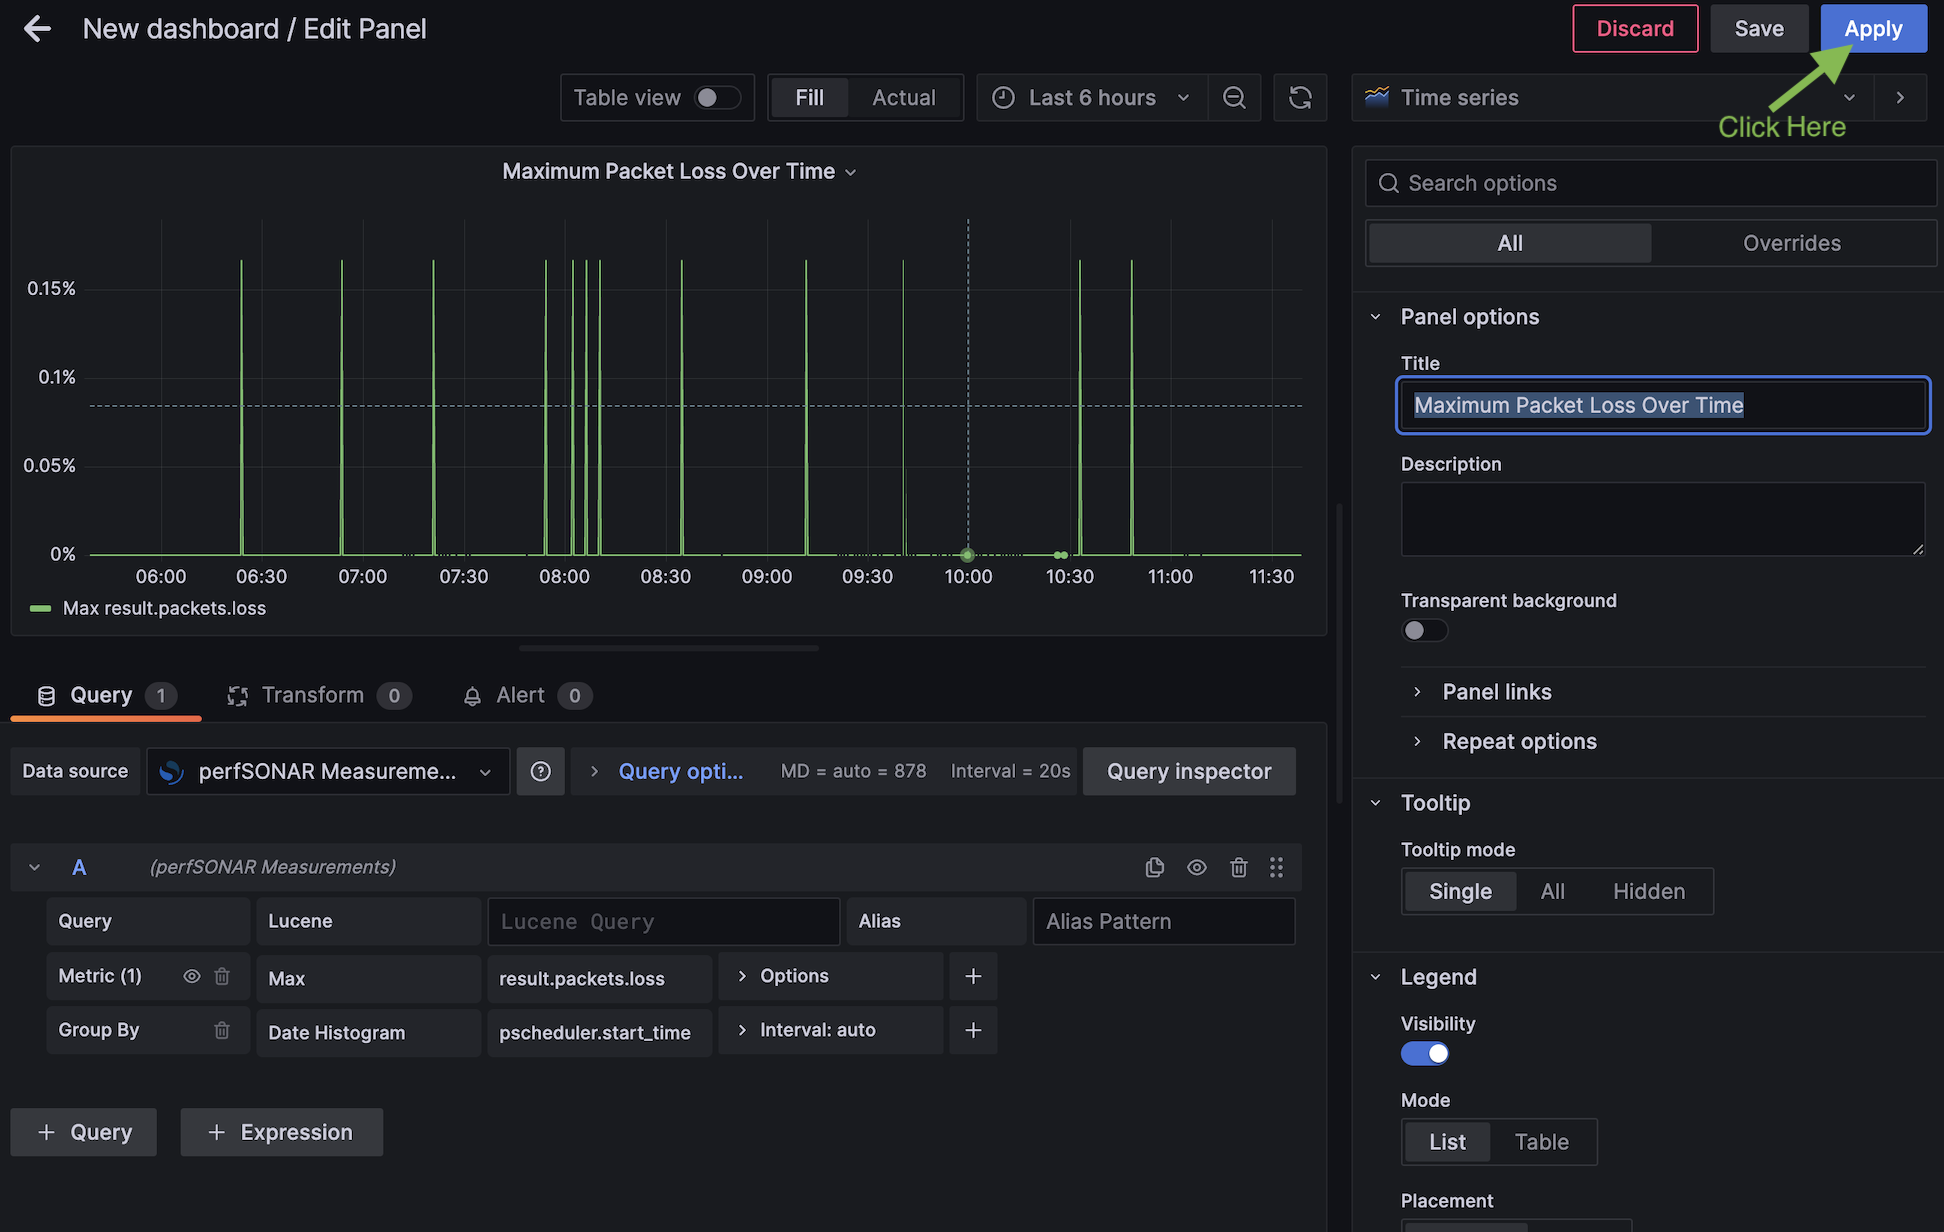 New dashboard / Edit Panel
Discard
Save
Apply
Table view
Fill
Actual
Last 6 hours
Time series
Click Here
Maximum Packet Loss Over Time
0.15%
0.1%
0.05%
0%
06:00 06:30 07:00 07:30 08:00 08:30 09:00 09:30 10:00 10:30 11:00 11:30
Max result.packets.loss
Search options
All
Overrides
Panel options
Title
Maximum Packet Loss Over Time
Description
Transparent background
Panel links
Repeat options
Tooltip
Tooltip mode
Single All Hidden
Legend
Visibility
Mode
List Table
Placement
Query 1
Transform 0
Alert 0
Data source
perfSONAR Measureme...
Query opti...
MD = auto = 878
Interval = 20s
Query inspector
A
(perfSONAR Measurements)
Query
Lucene
Lucene Query
Alias
Alias Pattern
Metric (1)
Max
result.packets.loss
Options
+
Group By
Date Histogram
pscheduler.start_time
Interval: auto
+
+ Query
+ Expression